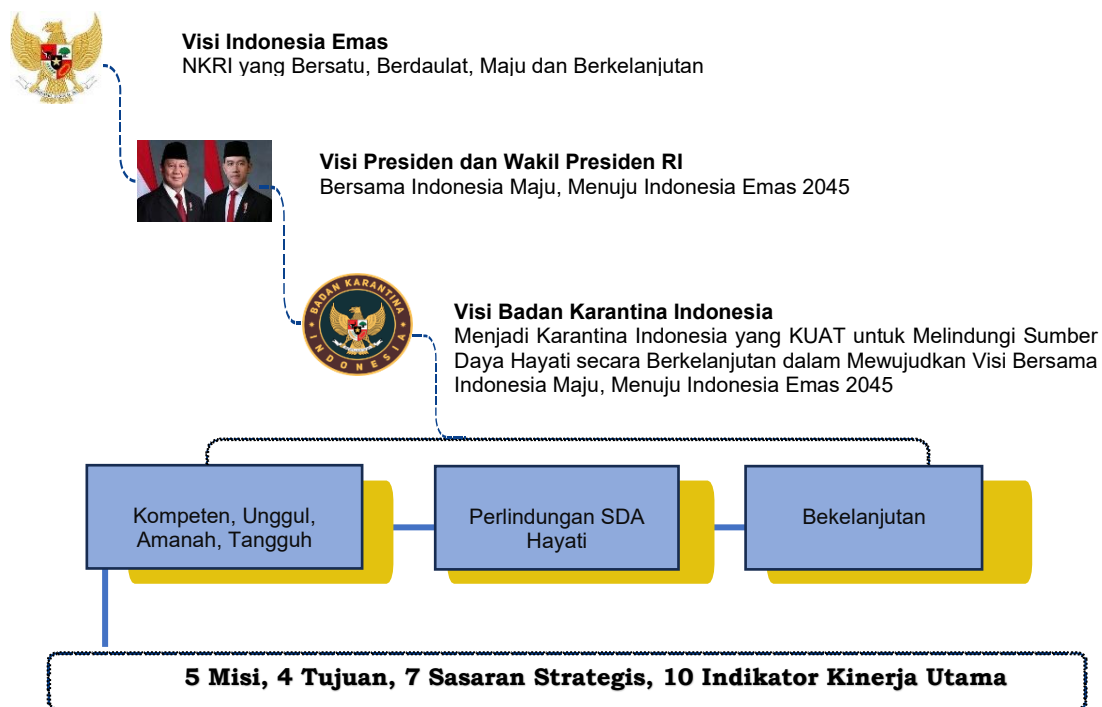 Visi Indonesia Emas
NKRI yang Bersatu, Berdaulat, Maju dan Berkelanjutan
Visi Presiden dan Wakil Presiden RI
Bersama Indonesia Maju, Menuju Indonesia Emas 2045
BADAN KARANTINA
INDONESIA
Visi Badan Karantina Indonesia
Menjadi Karantina Indonesia yang KUAT untuk Melindungi Sumber
Daya Hayati secara Berkelanjutan dalam Mewujudkan Visi Bersama
Indonesia Maju, Menuju Indonesia Emas 2045
Kompeten, Unggul,
Amanah, Tangguh
Perlindungan SDA
Hayati
Bekelanjutan
5 Misi, 4 Tujuan, 7 Sasaran Strategis, 10 Indikator Kinerja Utama